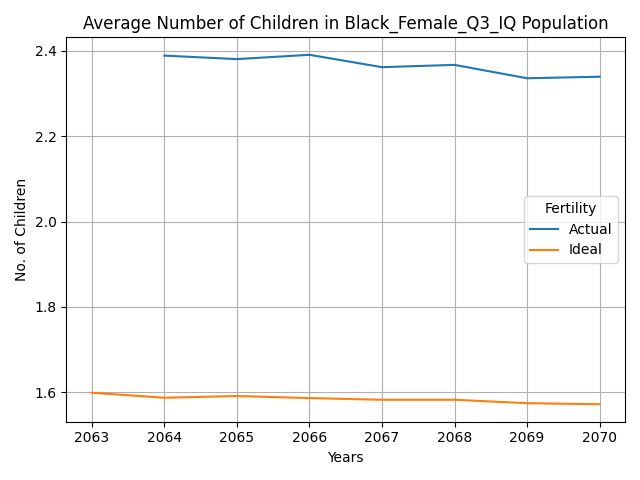 Average Number of Children in Black_Female_Q3_IQ Population
No. of Children
2.4
2.2
2.0
1.8
1.6
Fertility
Actual
Ideal
2063 2064 2065 2066 2067 2068 2069 2070
Years